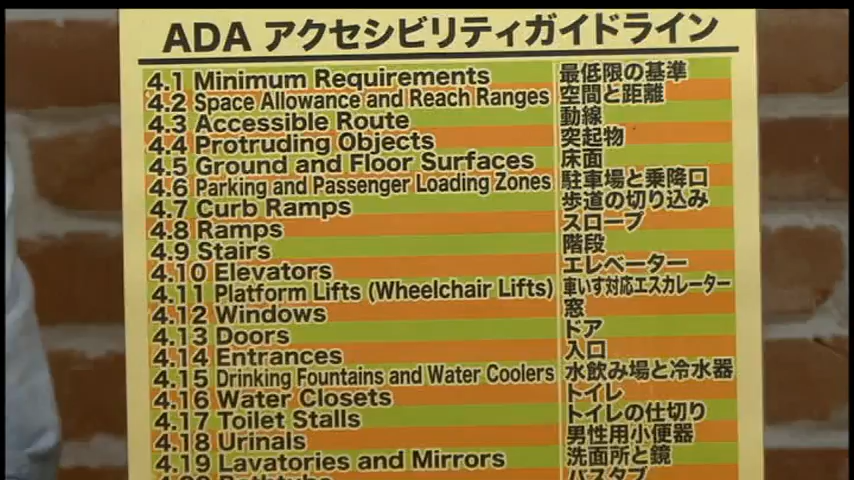 ADA アクセシビリティガイドライン
4.1 Minimum Requirements 最低限の基準
4.2 Space Allowance and Reach Ranges 空間と距離
4.3 Accessible Route 動線
4.4 Protruding Objects 突起物
4.5 Ground and Floor Surfaces 床面
4.6 Parking and Passenger Loading Zones 駐車場と乗降口
4.7 Curb Ramps 歩道の切り込み
4.8 Ramps スロープ
4.9 Stairs 階段
4.10 Elevators エレベーター
4.11 Platform Lifts (Wheelchair Lifts) 車いす対応エスカレーター
4.12 Windows 窓
4.13 Doors ドア
4.14 Entrances 入口
4.15 Drinking Fountains and Water Coolers 水飲み場と冷水器
4.16 Water Closets トイレ
4.17 Toilet Stalls トイレの仕切り
4.18 Urinals 男性用小便器
4.19 Lavatories and Mirrors 洗面所と鏡
4.20 Bathtubs バスタブ